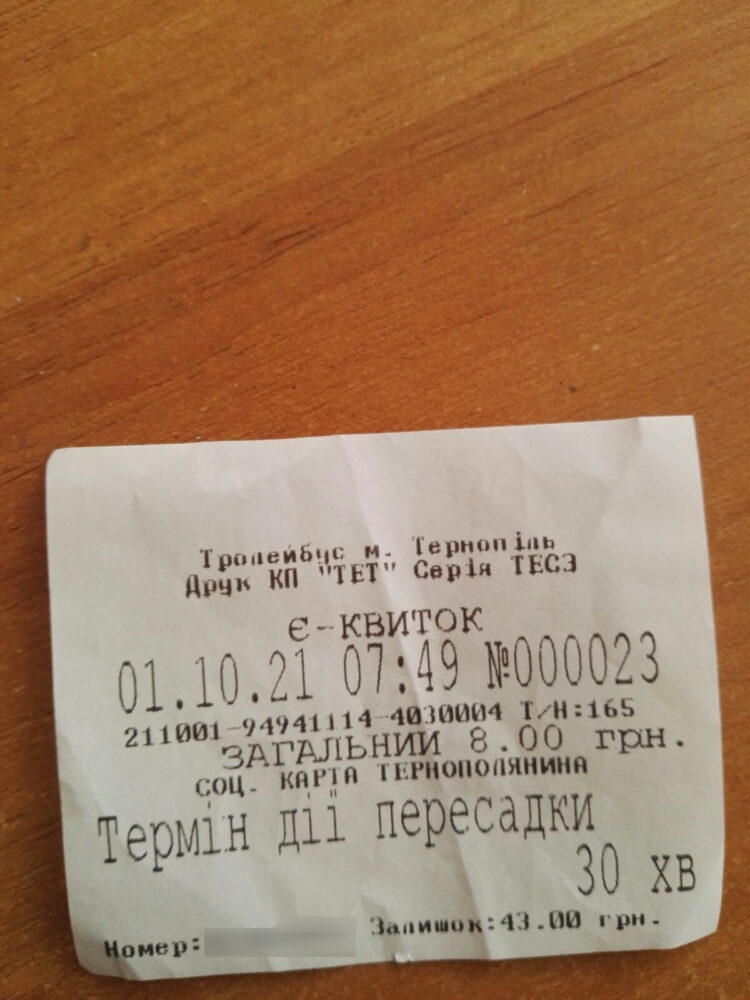 Тролейбус м. Тернопіль
Друк КП "ТЕТ" Серія ТЕСЗ
Є-КВИТОК
01.10.21 07:49 №000023
211001-94941114-4030004 Т/Н:165
ЗАГАЛЬНИЙ 8.00 грн.
СОЦ. КАРТА ТЕРНОПОЛЯНИНА
Термін дії пересадки
30 хв
Номер: Залишок:43.00 грн.